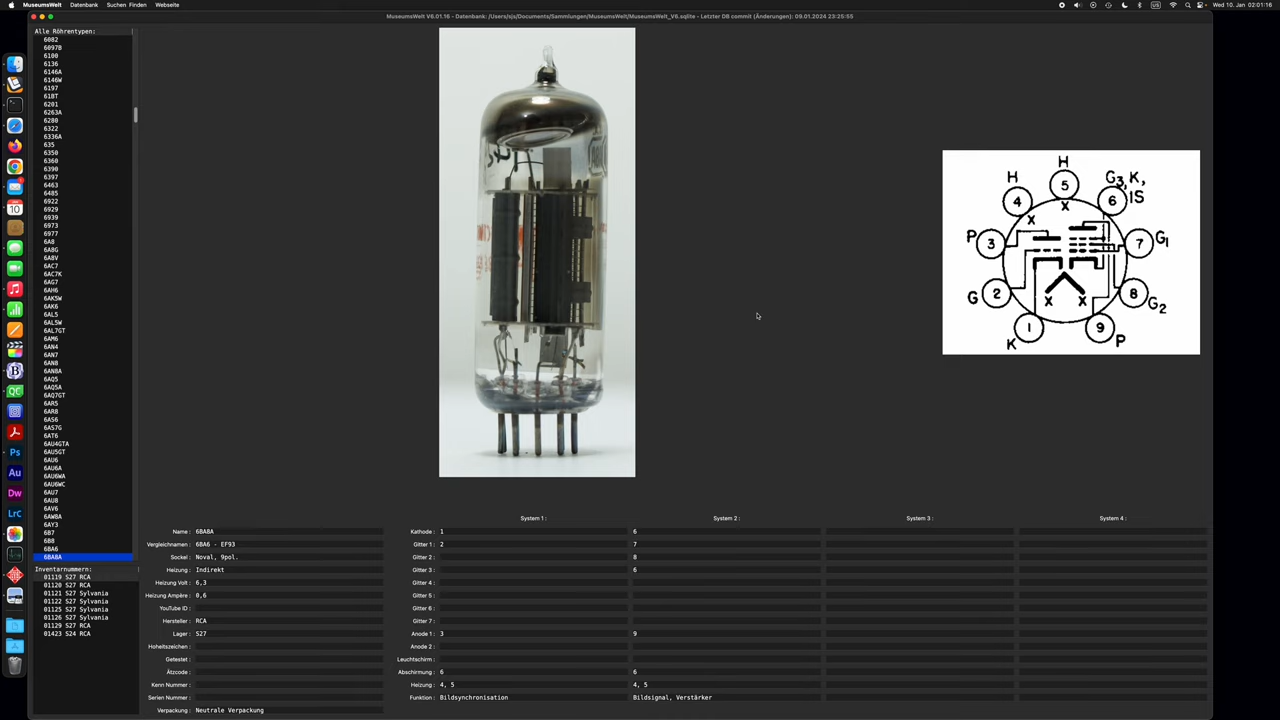 MuseumsWelt Datenbank Suchen Finden Webseite
US
Wed 10. Jan. 02:01:16
MuseumsWelt V6.01.16 - Datenbank: /Users/sjs/Documents/Sammlungen/MuseumsWelt/MuseumsWelt_V6.sqlite - Letzter DB commit (Änderungen): 09.01.2024 23:25:55
Alle Röhrentypen:
6082
6097B
6100
6136
6146A
6146W
6197
61BT
6201
6263A
6280
6322
6336A
635
6350
6360
6390
6397
6463
6485
6922
6929
6939
6973
6977
6A8
6A8G
6A8V
6AC7
6AC7K
6AG7
6AH6
6AK5W
6AK6
6AL5
6AL5W
6AL7GT
6AM6
6AN4
6AN7
6AN8
6AN8A
6AQ5
6AQ5A
6AQ7GT
6AR5
6AR8
6AS6
6AS7G
6AT6
6AU4GTA
6AU5GT
6AU6
6AU6A
6AU6WA
6AU6WC
6AU7
6AU8
6AV6
6AW8A
6AY3
6B7
6B8
6BA6
6BA8A
Inventarnummern:
01119 S27 RCA
01120 S27 RCA
01121 S27 Sylvania
01122 S27 Sylvania
01125 S27 Sylvania
01126 S27 Sylvania
01129 S27 RCA
01423 S24 RCA
H
5
H
4
G3, K,
IS
6
P
3
7
G1
G
2
8
G2
K
1
9
P
X
X
X
X
System 1 :
System 2 :
System 3 :
System 4 :
Name : 6BA8A
Vergleichnamen : 6BA6 - EF93
Sockel : Noval, 9pol.
Heizung : Indirekt
Heizung Volt : 6,3
Heizung Ampère : 0,6
YouTube ID :
Hersteller : RCA
Lager : S27
Hoheitszeichen :
Getestet :
Ätzcode :
Kenn Nummer :
Serien Nummer :
Verpackung : Neutrale Verpackung
Kathode : 1 6
Gitter 1 : 2 7
Gitter 2 : 8
Gitter 3 : 6
Gitter 4 :
Gitter 5 :
Gitter 6 :
Gitter 7 :
Anode 1 : 3 9
Anode 2 :
Leuchtschirm :
Abschirmung : 6 6
Heizung : 4, 5 4, 5
Funktion : Bildsynchronisation Bildsignal, Verstärker